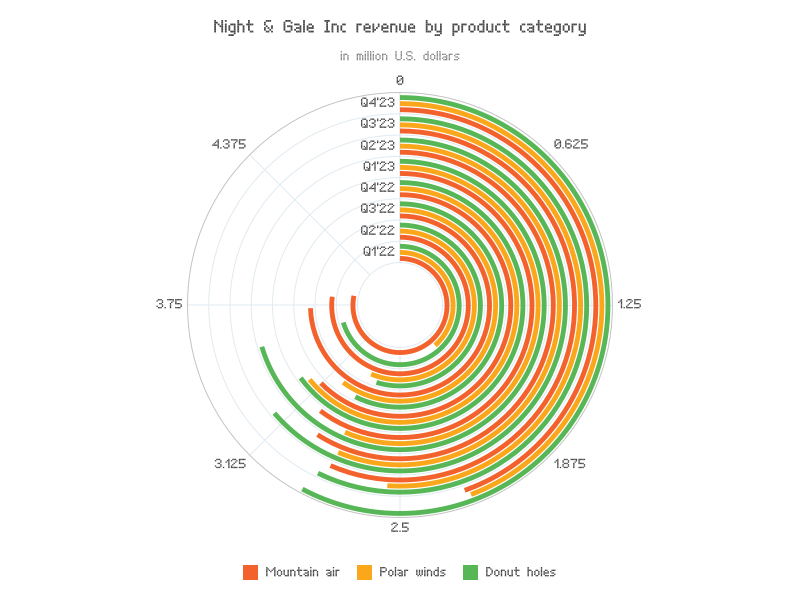 Night & Gale Inc revenue by product category
in million U.S. dollars
0
0.625
1.25
1.875
2.5
3.125
3.75
4.375
Q4'23
Q3'23
Q2'23
Q1'23
Q4'22
Q3'22
Q2'22
Q1'22
Mountain air
Polar winds
Donut holes